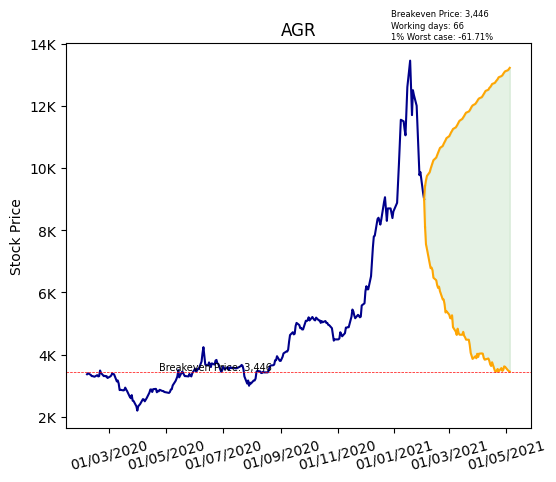 Breakeven Price: 3,446
Working days: 66
1% Worst case: -61.71%
AGR
14K
12K
10K
8K
6K
4K
2K
Stock Price
Breakeven Price: 3,446
01/03/2020
01/05/2020
01/07/2020
01/09/2020
01/11/2020
01/01/2021
01/03/2021
01/05/2021